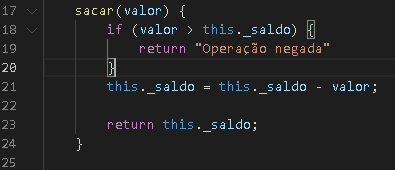 17 sacar(valor) {
18 if (valor > this._saldo) {
19 return "Operação negada"
20 }
21 this._saldo = this._saldo - valor;
22
23 return this._saldo;
24 }
25